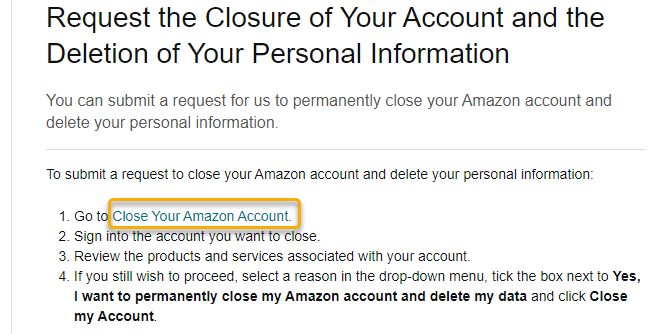 Request the Closure of Your Account and the
Deletion of Your Personal Information
You can submit a request for us to permanently close your Amazon account and
delete your personal information.
To submit a request to close your Amazon account and delete your personal information:
1. Go to Close Your Amazon Account.
2. Sign into the account you want to close.
3. Review the products and services associated with your account.
4. If you still wish to proceed, select a reason in the drop-down menu, tick the box next to Yes,
I want to permanently close my Amazon account and delete my data and click Close
my Account.